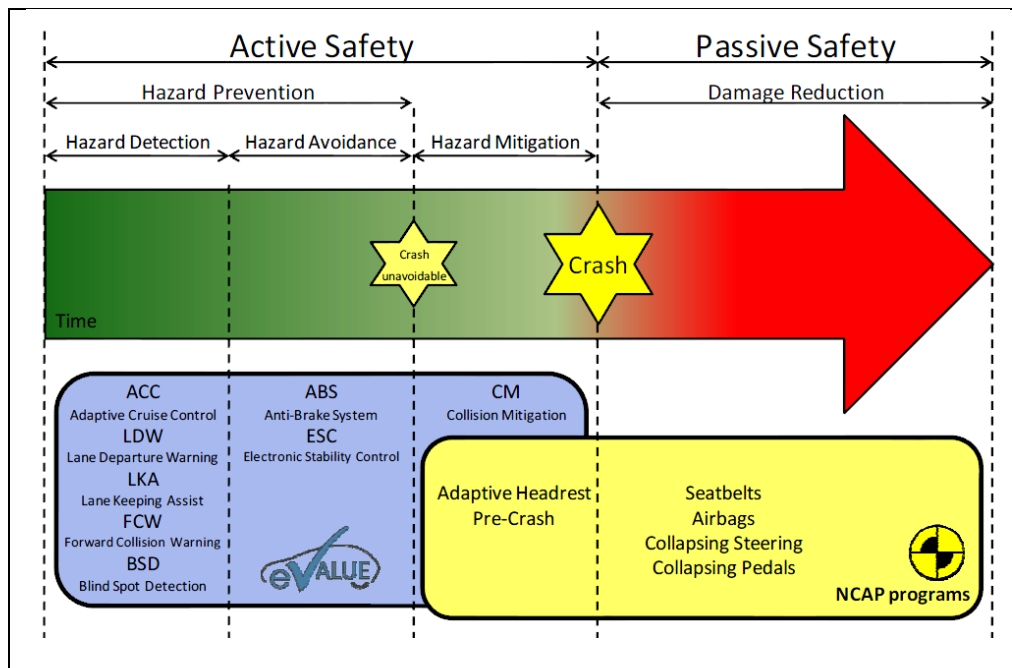 Active Safety
Passive Safety
Hazard Prevention
Damage Reduction
Hazard Detection
Hazard Avoidance
Hazard Mitigation
Crash
unavoidable
Crash
Time
ACC
Adaptive Cruise Control
LDW
Lane Departure Warning
LKA
Lane Keeping Assist
FCW
Forward Collision Warning
BSD
Blind Spot Detection
ABS
Anti-Brake System
ESC
Electronic Stability Control
eVALUE
CM
Collision Mitigation
Adaptive Headrest
Pre-Crash
Seatbelts
Airbags
Collapsing Steering
Collapsing Pedals
NCAP programs